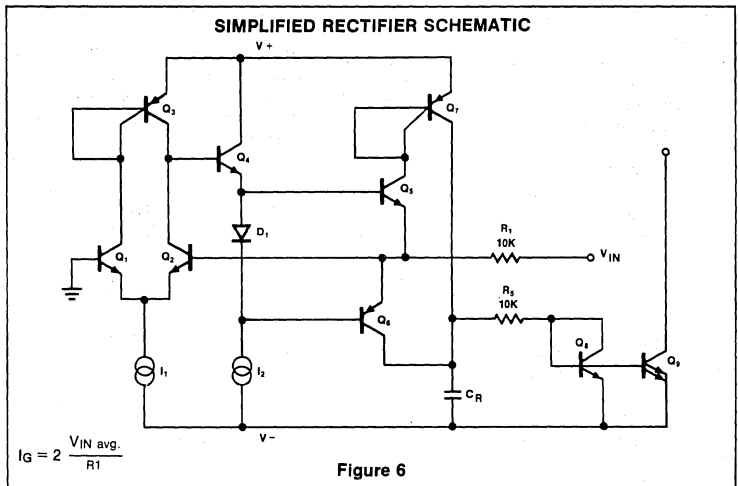 SIMPLIFIED RECTIFIER SCHEMATIC
V+
Q3
Q7
Q4
Q5
D1
R1
10K
VIN
Q1
Q2
R5
10K
Q6
Q8
Q9
I1
I2
CR
V-
IG = 2 VIN avg. / R1
Figure 6